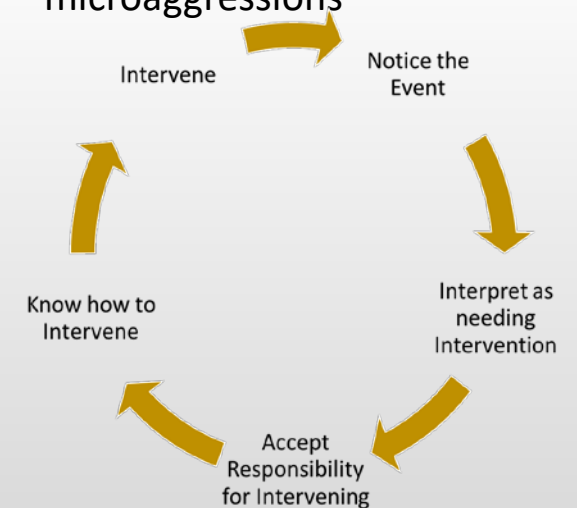 microaggressions
Intervene
Notice the
Event
Interpret as
needing
Intervention
Accept
Responsibility
for Intervening
Know how to
Intervene